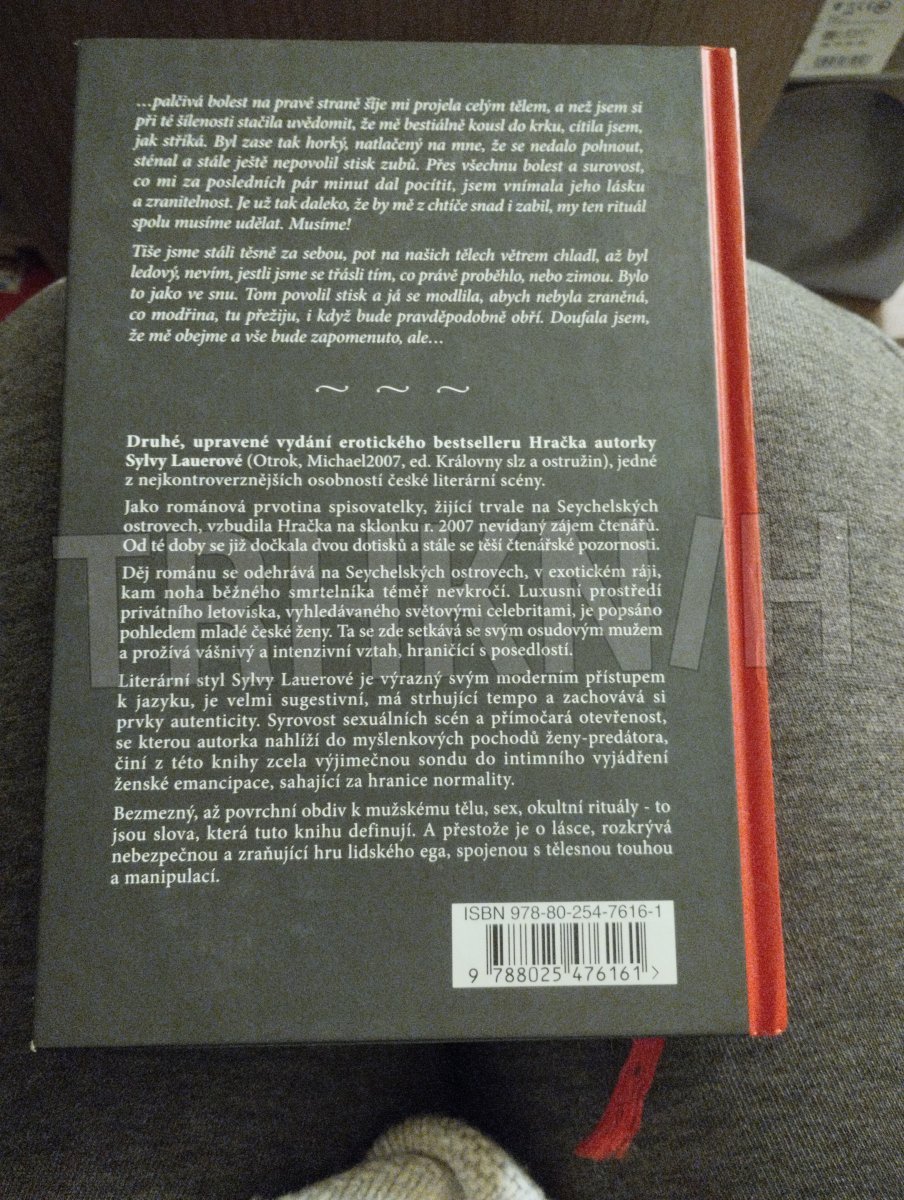 ...palčivá bolest na pravé straně šíje mi projela celým tělem, a než jsem si
při té šílenosti stačila uvědomit, že mě bestiálně kousl do krku, cítila jsem,
jak stříká. Byl zase tak horký, natlačený na mne, že se nedalo pohnout,
sténal a stále ještě nepovolil stisk zubů. Přes všechnu bolest a surovost,
co mi za posledních pár minut dal pocítit, jsem vnímala jeho lásku
a zranitelnost. Je už tak daleko, že by mě z chtíče snad i zabil, my ten rituál
spolu musíme udělat. Musíme!
Tiše jsme stáli těsně za sebou, pot na našich tělech větrem chladl, až byl
ledový, nevím, jestli jsme se třásli tím, co právě proběhlo, nebo zimou. Bylo
to jako ve snu. Tom povolil stisk a já se modlila, abych nebyla zraněná,
co modřina, tu přežiju, i když bude pravděpodobně obří. Doufala jsem,
že mě obejme a vše bude zapomenuto, ale...
Druhé, upravené vydání erotického bestselleru Hračka autorky
Sylvy Lauerové (Otrok, Michael2007, ed. Královny slz a ostružin), jedné
z nejkontroverznějších osobností české literární scény.
Jako románová prvotina spisovatelky, žijící trvale na Seychelských
ostrovech, vzbudila Hračka na sklonku r. 2007 nevídaný zájem čtenářů.
Od té doby se již dočkala dvou dotisků a stále se těší čtenářské pozornosti.
Děj románu se odehrává na Seychelských ostrovech, v exotickém ráji,
kam noha běžného smrtelníka téměř nevkročí. Luxusní prostředí
privátního letoviska, vyhledávaného světovými celebritami, je popsáno
pohledem mladé české ženy. Ta se zde setkává se svým osudovým mužem
a prožívá vášnivý a intenzivní vztah, hraničící s posedlostí.
Literární styl Sylvy Lauerové je výrazný svým moderním přístupem
k jazyku, je velmi sugestivní, má strhující tempo a zachovává si
prvky autenticity. Syrovost sexuálních scén a přímočará otevřenost,
se kterou autorka nahlíží do myšlenkových pochodů ženy-predátora,
činí z této knihy zcela výjimečnou sondu do intimního vyjádření
ženské emancipace, sahající za hranice normality.
Bezmezný, až povrchní obdiv k mužskému tělu, sex, okultní rituály - to
jsou slova, která tuto knihu definují. A přestože je o lásce, rozkrývá
nebezpečnou a zraňující hru lidského ega, spojenou s tělesnou touhou
a manipulací.
ISBN 978-80-254-7616-1
9 788025 476161 >